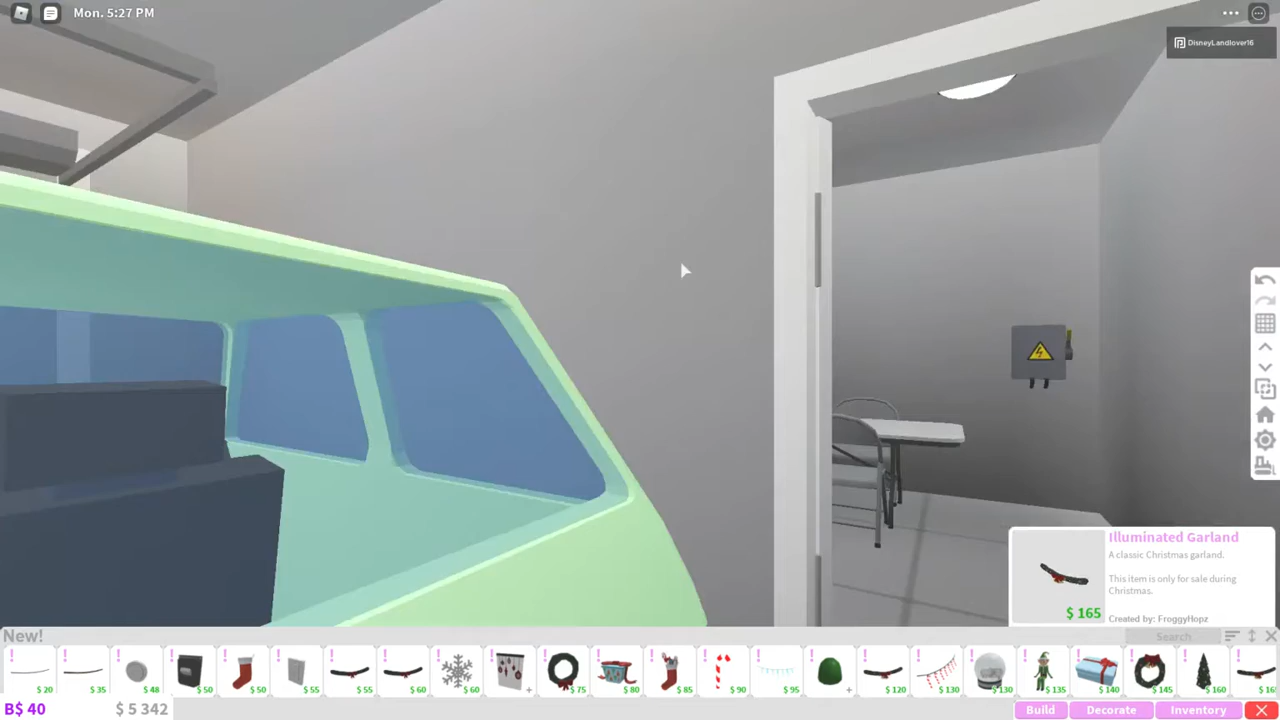 Mon. 5:27 PM
DisneyLandlover16
Illuminated Garland
A classic Christmas garland.
This item is only for sale during
Christmas.
$ 165
Created by: FroggyHopz
New!
Search
$ 20
$ 35
$ 48
$ 50
$ 50
$ 55
$ 55
$ 60
$ 60
$ 75
$ 80
$ 85
$ 90
$ 95
$ 120
$ 130
$ 130
$ 135
$ 140
$ 145
$ 160
B$ 40
$ 5 342
Build
Decorate
Inventory